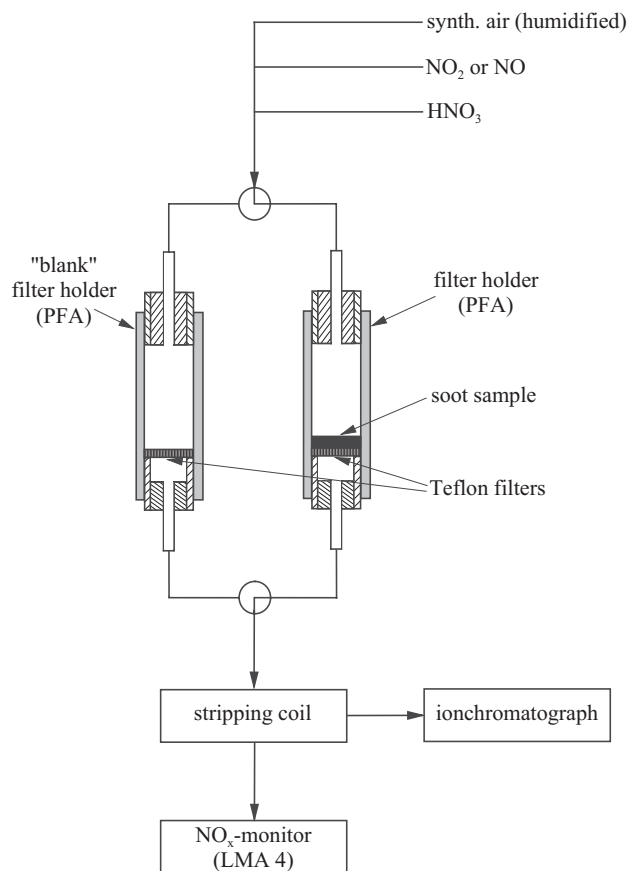 synth. air (humidified)
NO₂ or NO
HNO₃
"blank"
filter holder
(PFA)
filter holder
(PFA)
soot sample
Teflon filters
stripping coil
ionchromatograph
NOₓ-monitor
(LMA 4)